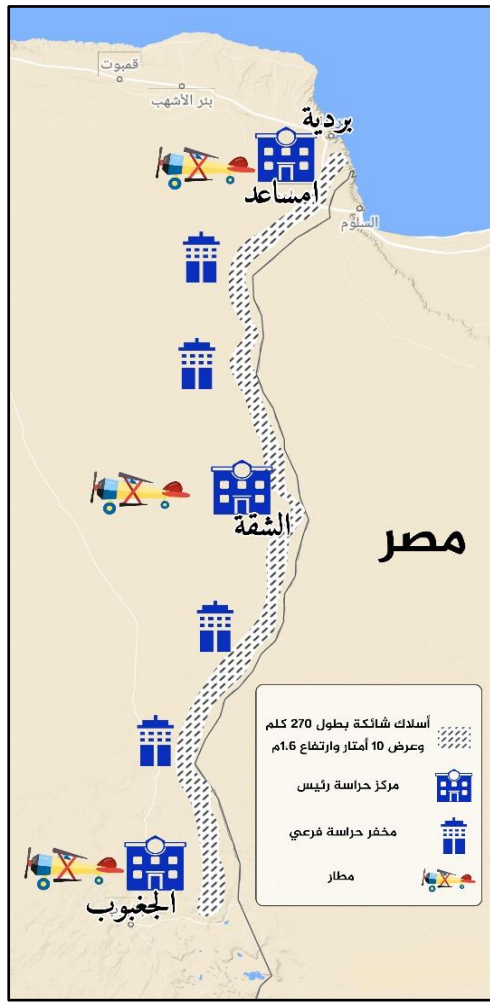 قمبوت
بئر الأشهب
بردية
امساعد
السلوم
الشقة
مصر
أسلاك شائكة بطول 270 كلم
وعرض 10 أمتار وارتفاع 1.6م
مركز حراسة رئيس
مخفر حراسة فرعي
مطار
الجغبوب